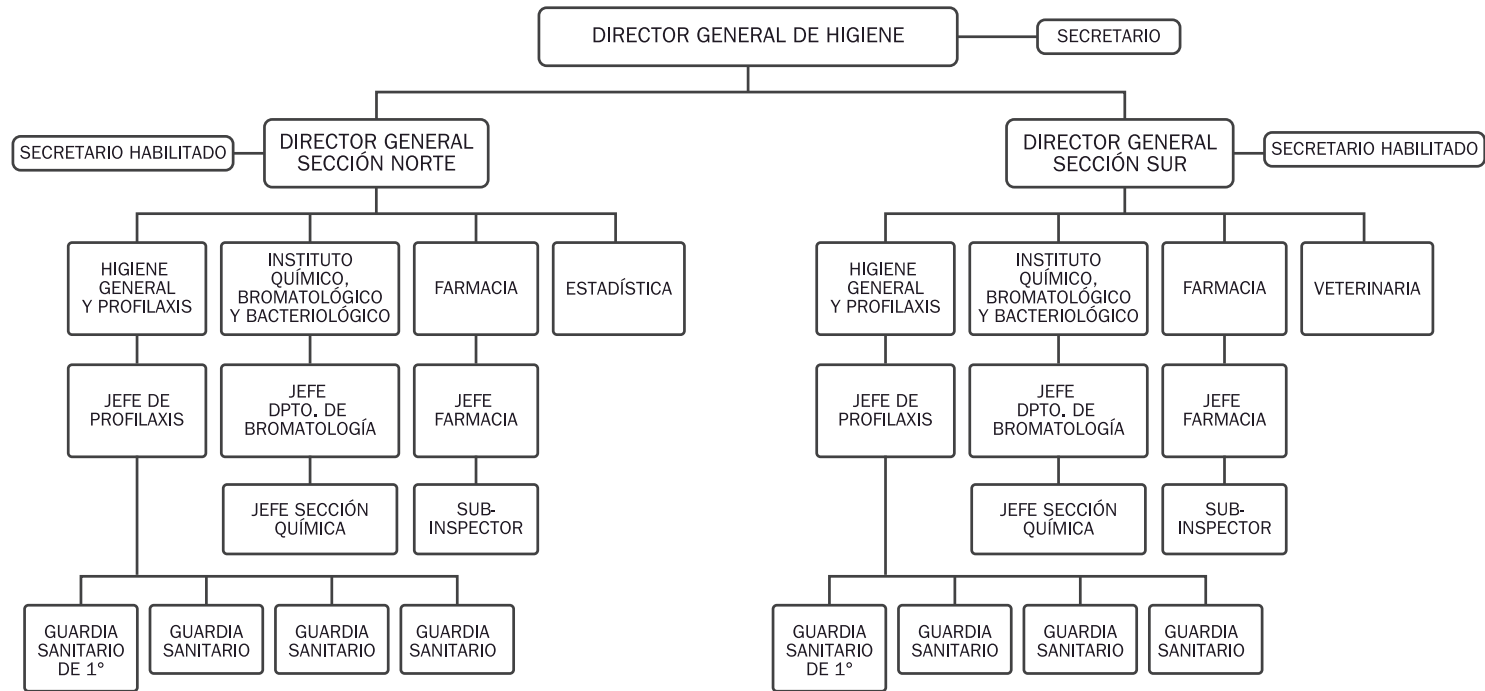 DIRECTOR GENERAL DE HIGIENE
SECRETARIO
SECRETARIO HABILITADO
DIRECTOR GENERAL
SECCIÓN NORTE
DIRECTOR GENERAL
SECCIÓN SUR
SECRETARIO HABILITADO
HIGIENE
GENERAL
Y PROFILAXIS
INSTITUTO
QUÍMICO,
BROMATOLÓGICO
Y BACTERIOLÓGICO
FARMACIA
ESTADÍSTICA
HIGIENE
GENERAL
Y PROFILAXIS
INSTITUTO
QUÍMICO,
BROMATOLÓGICO
Y BACTERIOLÓGICO
FARMACIA
VETERINARIA
JEFE DE
PROFILAXIS
JEFE
DPTO. DE
BROMATOLOGÍA
JEFE
FARMACIA
JEFE DE
PROFILAXIS
JEFE
DPTO. DE
BROMATOLOGÍA
JEFE
FARMACIA
JEFE SECCIÓN
QUÍMICA
SUB-
INSPECTOR
JEFE SECCIÓN
QUÍMICA
SUB-
INSPECTOR
GUARDIA
SANITARIO
DE 1°
GUARDIA
SANITARIO
GUARDIA
SANITARIO
GUARDIA
SANITARIO
GUARDIA
SANITARIO
DE 1°
GUARDIA
SANITARIO
GUARDIA
SANITARIO
GUARDIA
SANITARIO